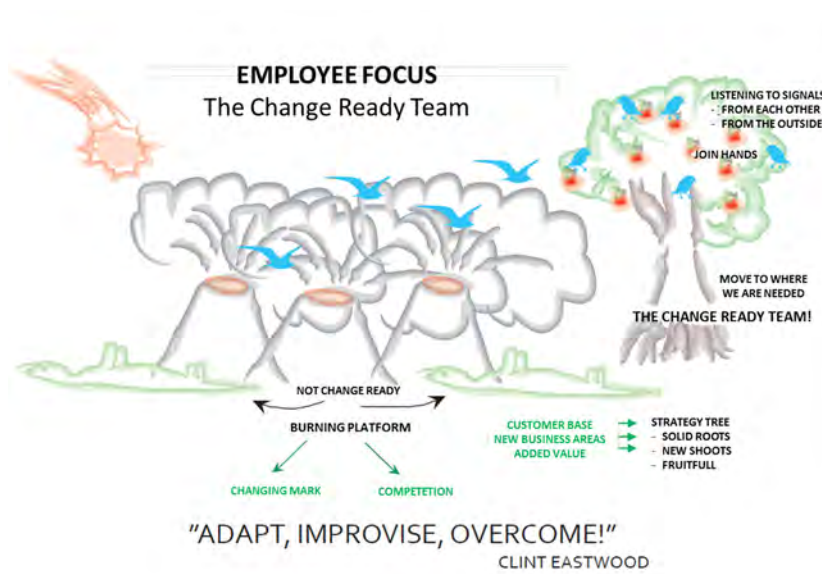 EMPLOYEE FOCUS
The Change Ready Team
LISTENING TO SIGNALS
- FROM EACH OTHER
- FROM THE OUTSIDE
JOIN HANDS
MOVE TO WHERE
WE ARE NEEDED
THE CHANGE READY TEAM!
NOT CHANGE READY
BURNING PLATFORM
CHANGING MARK
COMPETETION
CUSTOMER BASE
NEW BUSINESS AREAS
ADDED VALUE
STRATEGY TREE
- SOLID ROOTS
- NEW SHOOTS
- FRUITFULL
"ADAPT, IMPROVISE, OVERCOME!"
CLINT EASTWOOD